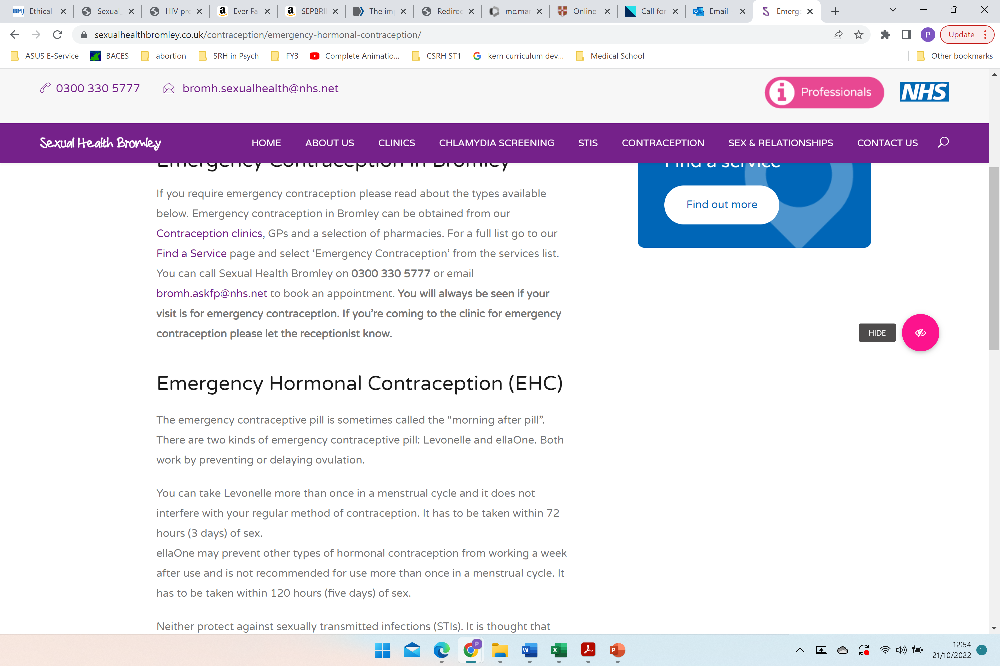 BMJ Ethical
Sexual_
HIV pre
Ever Fa
SEPBRI
The im
Redirec
mc.ma
Online
Call for
Email -
Emerge
sexualhealthbromley.co.uk/contraception/emergency-hormonal-contraception/
P
Update
ASUS E-Service
BACES
abortion
SRH in Psych
FY3
Complete Animatio...
CSRH ST1
kern curriculum dev...
Medical School
Other bookmarks
0300 330 5777
bromh.sexualhealth@nhs.net
Professionals
NHS
Sexual Health Bromley
HOME
ABOUT US
CLINICS
CHLAMYDIA SCREENING
STIS
CONTRACEPTION
SEX & RELATIONSHIPS
CONTACT US
Emergency Contraception in Bromley
If you require emergency contraception please read about the types available
below. Emergency contraception in Bromley can be obtained from our
Contraception clinics, GPs and a selection of pharmacies. For a full list go to our
Find a Service page and select ‘Emergency Contraception’ from the services list.
You can call Sexual Health Bromley on 0300 330 5777 or email
bromh.askfp@nhs.net to book an appointment. You will always be seen if your
visit is for emergency contraception. If you’re coming to the clinic for emergency
contraception please let the receptionist know.
Find a service
Find out more
HIDE
Emergency Hormonal Contraception (EHC)
The emergency contraceptive pill is sometimes called the “morning after pill”.
There are two kinds of emergency contraceptive pill: Levonelle and ellaOne. Both
work by preventing or delaying ovulation.
You can take Levonelle more than once in a menstrual cycle and it does not
interfere with your regular method of contraception. It has to be taken within 72
hours (3 days) of sex.
ellaOne may prevent other types of hormonal contraception from working a week
after use and is not recommended for use more than once in a menstrual cycle. It
has to be taken within 120 hours (five days) of sex.
Neither protect against sexually transmitted infections (STIs). It is thought that
P
12:54
21/10/2022
1